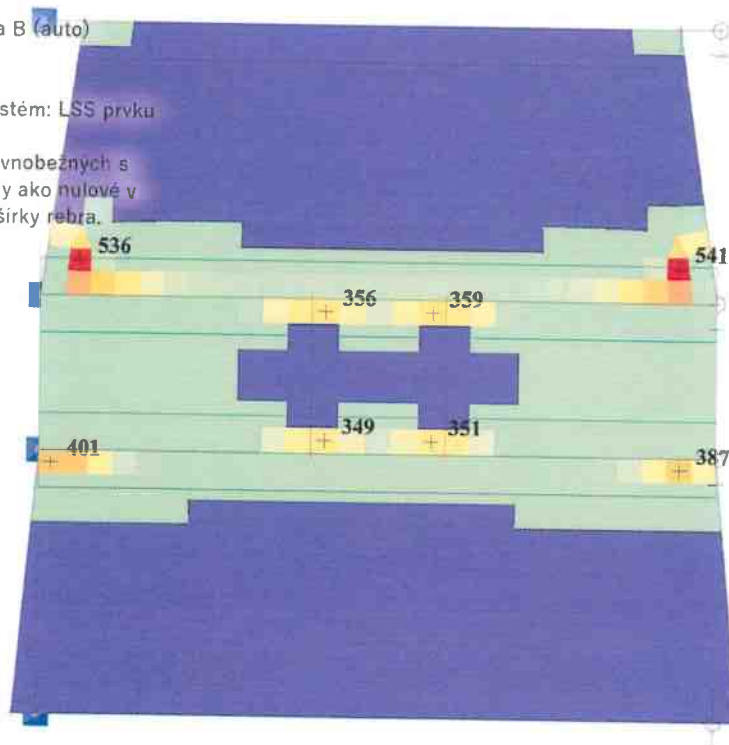 a B (auto)
stém: LSS prvku
vnobežných s
y ako nulové v
šírky rebra.
536
541
356
359
349
351
401
387